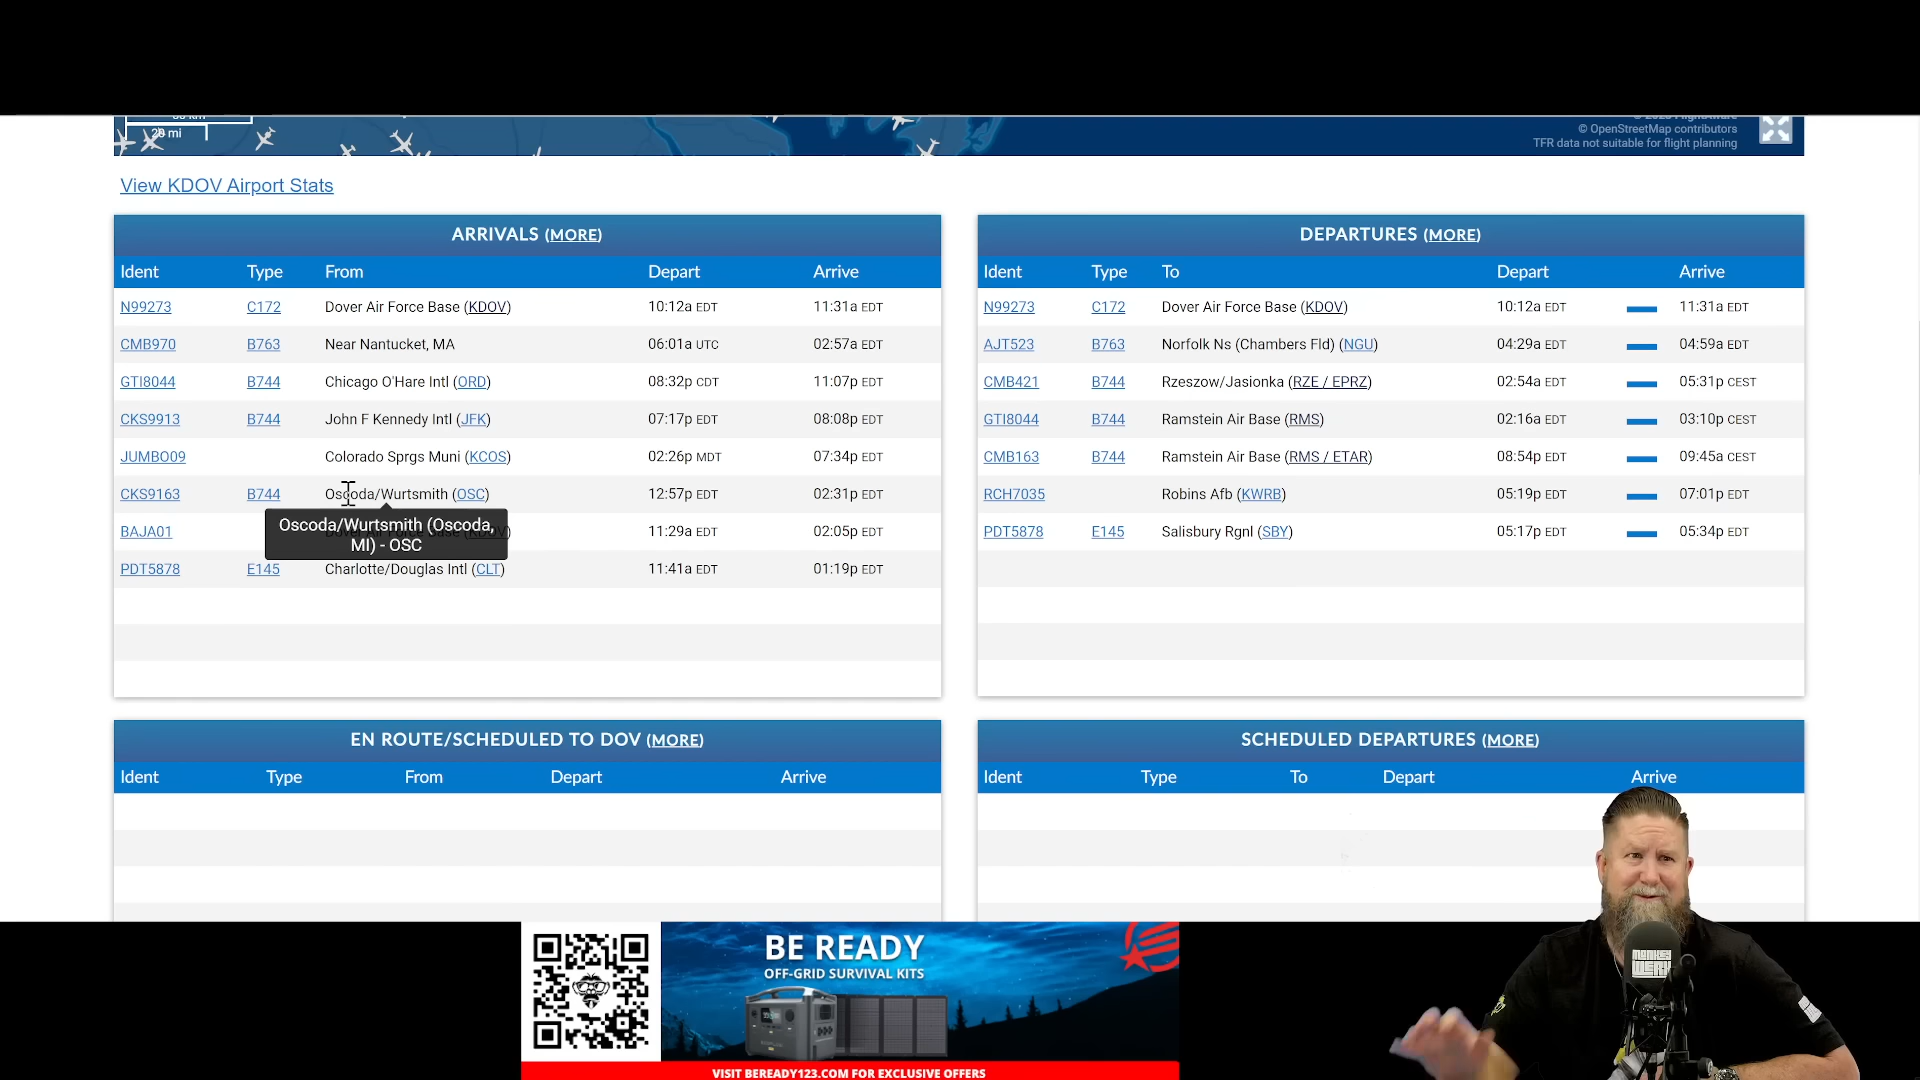 20 mi
© OpenStreetMap contributors
TFR data not suitable for flight planning
View KDOV Airport Stats
ARRIVALS (MORE)
Ident Type From Depart Arrive
N99273 C172 Dover Air Force Base (KDOV) 10:12a EDT 11:31a EDT
CMB970 B763 Near Nantucket, MA 06:01a UTC 02:57a EDT
GTI8044 B744 Chicago O'Hare Intl (ORD) 08:32p CDT 11:07p EDT
CKS9913 B744 John F Kennedy Intl (JFK) 07:17p EDT 08:08p EDT
JUMBO09 Colorado Sprgs Muni (KCOS) 02:26p MDT 07:34p EDT
CKS9163 B744 Oscoda/Wurtsmith (OSC) 12:57p EDT 02:31p EDT
Oscoda/Wurtsmith (Oscoda,
MI) - OSC
BAJA01 11:29a EDT 02:05p EDT
PDT5878 E145 Charlotte/Douglas Intl (CLT) 11:41a EDT 01:19p EDT
DEPARTURES (MORE)
Ident Type To Depart Arrive
N99273 C172 Dover Air Force Base (KDOV) 10:12a EDT 11:31a EDT
AJT523 B763 Norfolk Ns (Chambers Fld) (NGU) 04:29a EDT 04:59a EDT
CMB421 B744 Rzeszow/Jasionka (RZE / EPRZ) 02:54a EDT 05:31p CEST
GTI8044 B744 Ramstein Air Base (RMS) 02:16a EDT 03:10p CEST
CMB163 B744 Ramstein Air Base (RMS / ETAR) 08:54p EDT 09:45a CEST
RCH7035 Robins Afb (KWRB) 05:19p EDT 07:01p EDT
PDT5878 E145 Salisbury Rgnl (SBY) 05:17p EDT 05:34p EDT
EN ROUTE/SCHEDULED TO DOV (MORE)
Ident Type From Depart Arrive
SCHEDULED DEPARTURES (MORE)
Ident Type To Depart Arrive
BE READY
OFF-GRID SURVIVAL KITS
VISIT BEREADY123.COM FOR EXCLUSIVE OFFERS